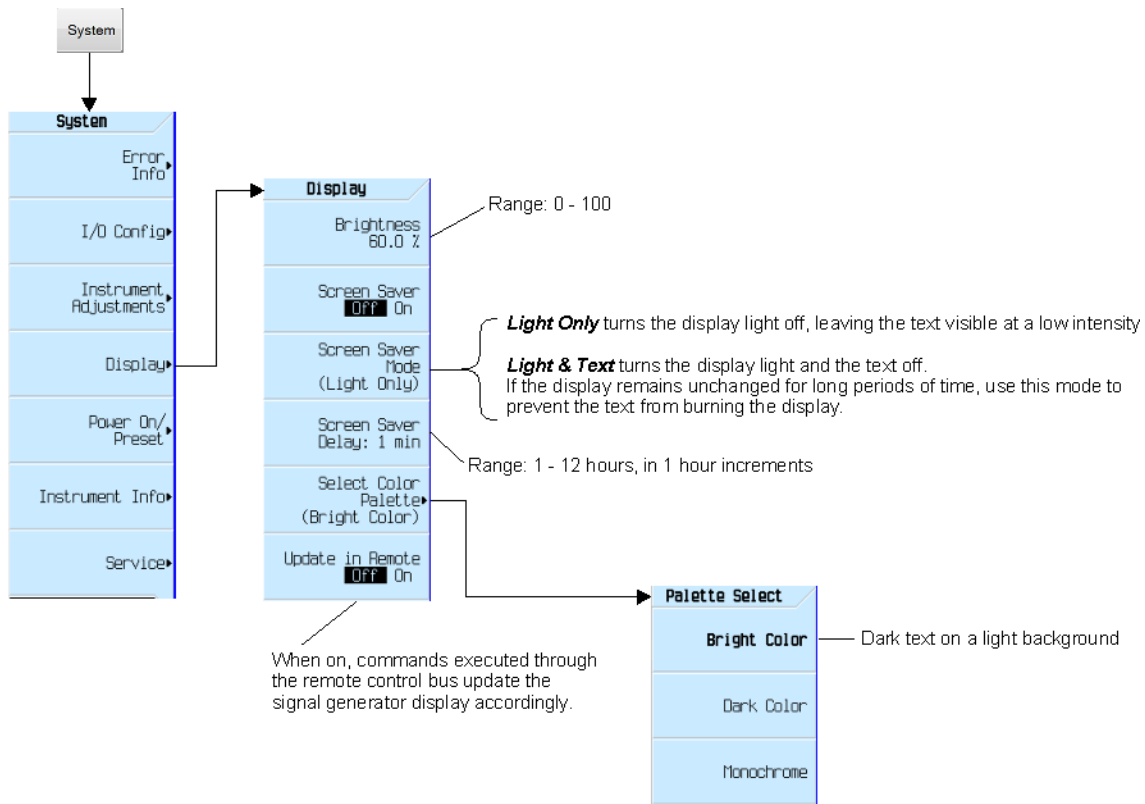 System
System
Error
Info
I/O Config
Instrument
Adjustments
Display
Power On/
Preset
Instrument Info
Service
Display
Brightness
60.0 %
Screen Saver
Off On
Screen Saver
Mode
(Light Only)
Screen Saver
Delay: 1 min
Select Color
Palette
(Bright Color)
Update in Remote
Off On
Range: 0 - 100
Light Only turns the display light off, leaving the text visible at a low intensity
Light & Text turns the display light and the text off.
If the display remains unchanged for long periods of time, use this mode to
prevent the text from burning the display.
Range: 1 - 12 hours, in 1 hour increments
When on, commands executed through
the remote control bus update the
signal generator display accordingly.
Palette Select
Bright Color
Dark Color
Monochrome
Dark text on a light background